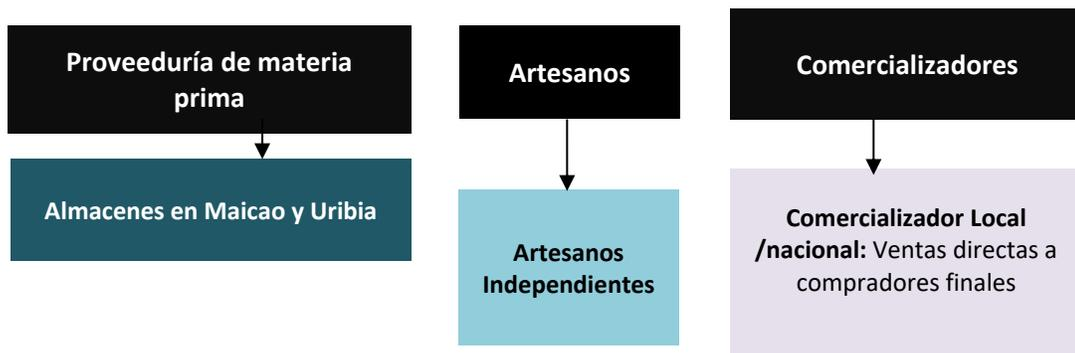 Proveeduría de materia
prima
Almacenes en Maicao y Uribia
Artesanos
Artesanos
Independientes
Comercializadores
Comercializador Local
/nacional: Ventas directas a
compradores finales